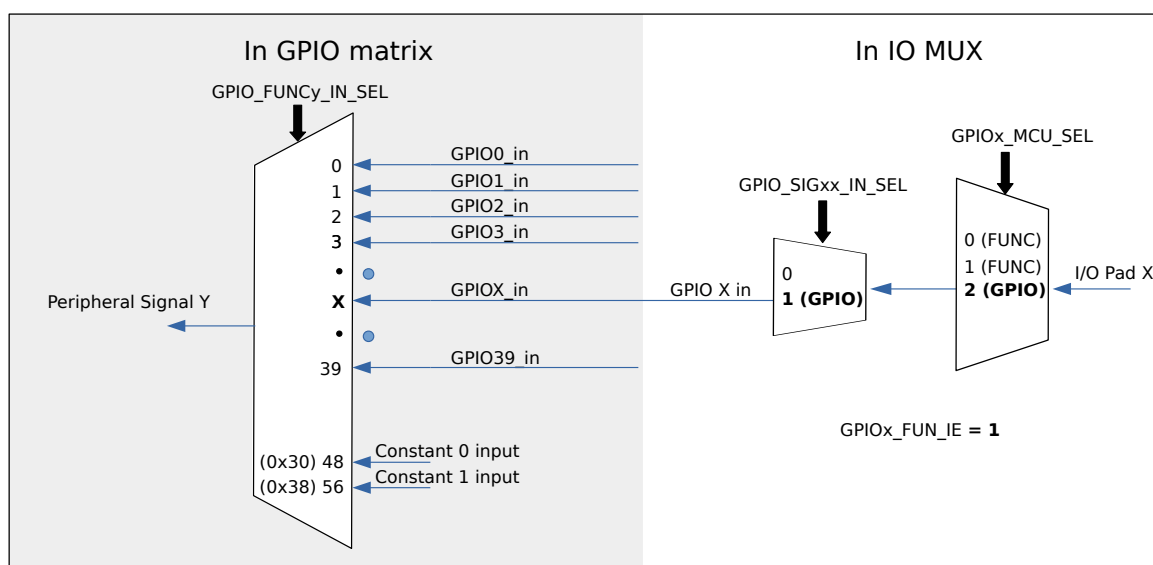 In GPIO matrix
In IO MUX
GPIO_FUNCy_IN_SEL
GPIOx_MCU_SEL
GPIO_SIGxx_IN_SEL
0
GPIO0_in
1
GPIO1_in
2
GPIO2_in
3
GPIO3_in
X
GPIOX_in
GPIO X in
39
GPIO39_in
(0x30) 48
Constant 0 input
(0x38) 56
Constant 1 input
Peripheral Signal Y
0
1 (GPIO)
0 (FUNC)
1 (FUNC)
2 (GPIO)
I/O Pad X
GPIOx_FUN_IE = 1